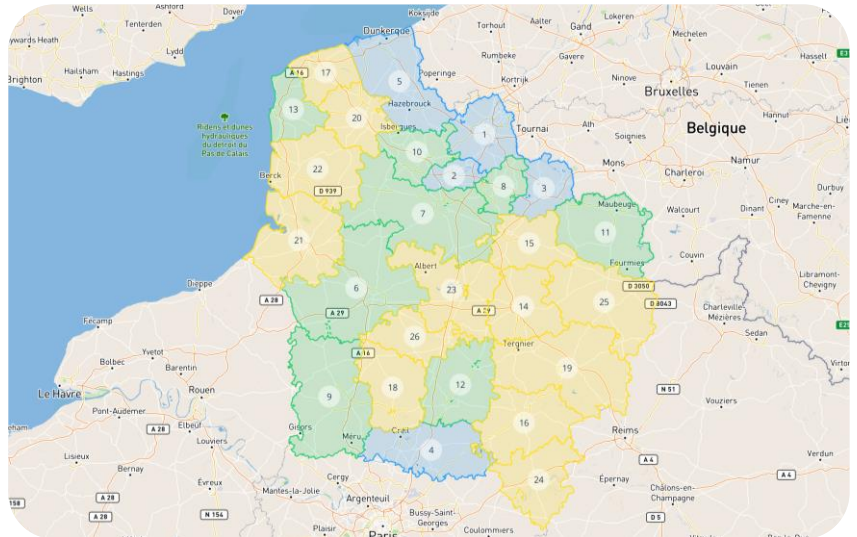 Wells
Ashford
Dover
Koksijde
Torhout
Aalter
Gand
Lokeren
Tenterden
Dunkerque
Mechelen
aywards Heath
Lydd
Roeselare
Gavere
Hailsham
Hastings
A 16
17
5
Poperinge
Kortrijk
Ninove
Louvain
Hasselt
Brighton
Bruxelles
Tienen
13
Hazebrouck
Hannut
20
1
Tournai
Ath
Ridens et dunes
hydrauliques
du détroit du
Pas de Calais
Isbergues
10
Soignies
Belgique
Mons
Namur
22
2
8
3
Charleroi
Berck
D 939
Ciney
Durbuy
Maubeuge
Walcourt
Dinant
Marche-en-
Famenne
7
21
15
11
Couvin
Fourmies
Albert
Libramont-
Chevigny
Dieppe
6
23
D 3050
A 28
14
25
D 8043
Charleville-
Mézières
Fécamp
A 29
A 29
Sedan
26
Tergnier
A 16
Bolbec
Yvetot
Barentin
19
Virton
Le Havre
Rouen
9
18
12
N 51
Vouziers
Pont-Audemer
Elbeuf
Gisors
16
A 28
Louviers
Méru
Creil
Reims
4
Lisieux
Verdun
A 4
Bernay
Cergy
24
A 4
Évreux
Mantes-la-Jolie
Épernay
A 28
Argenteuil
Châlons-en-
Champagne
A 28
N 154
Bussy-Saint-
Georges
D 5
Plaisir
Paris
Coulommiers